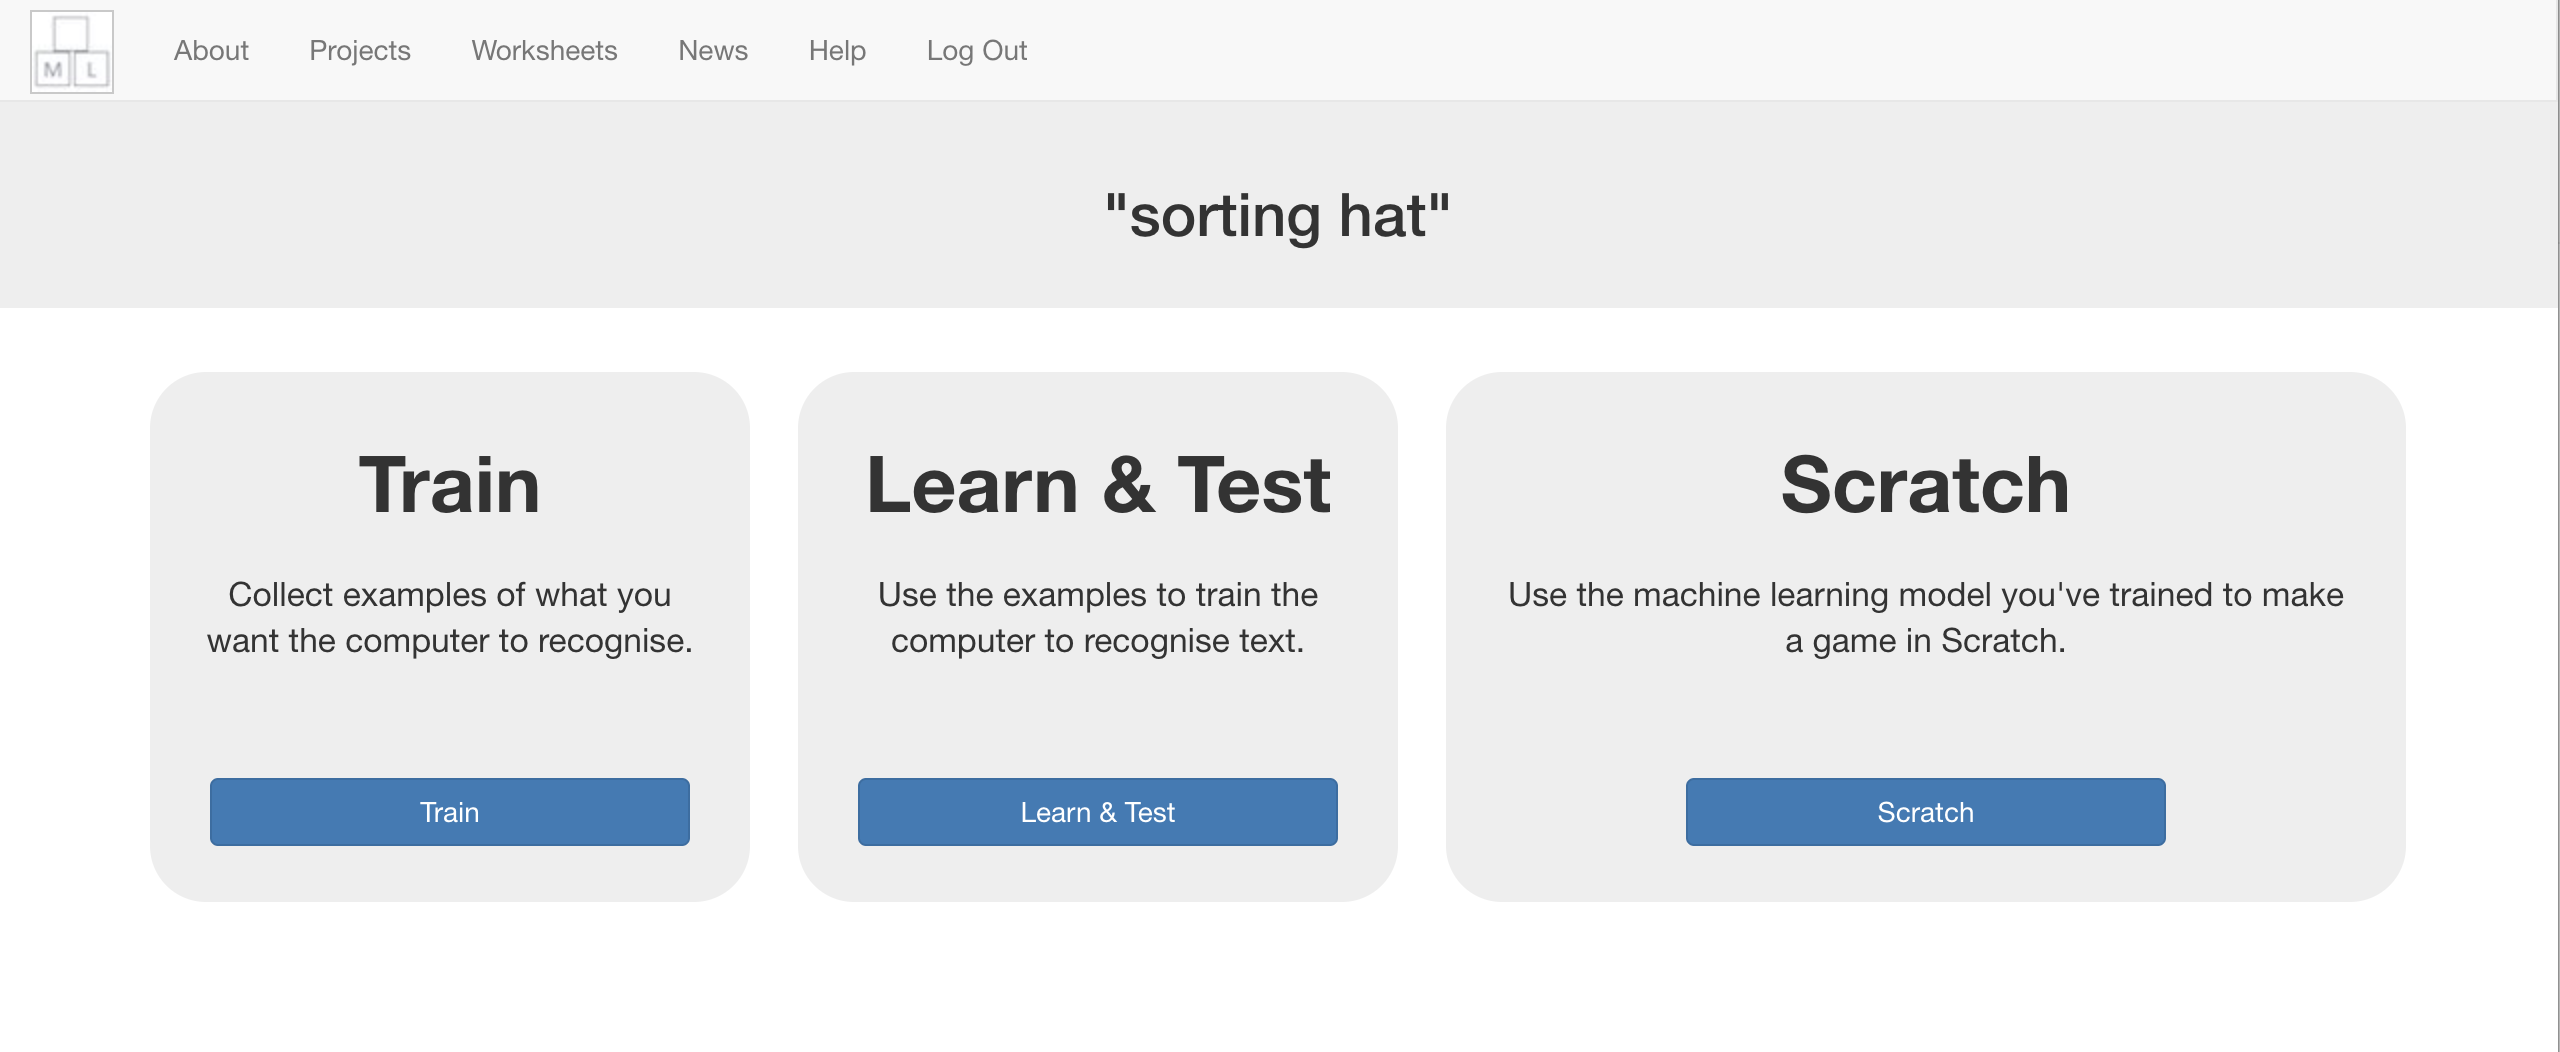 M L
About Projects Worksheets News Help Log Out
"sorting hat"
Train
Collect examples of what you
want the computer to recognise.
Train
Learn & Test
Use the examples to train the
computer to recognise text.
Learn & Test
Scratch
Use the machine learning model you've trained to make
a game in Scratch.
Scratch